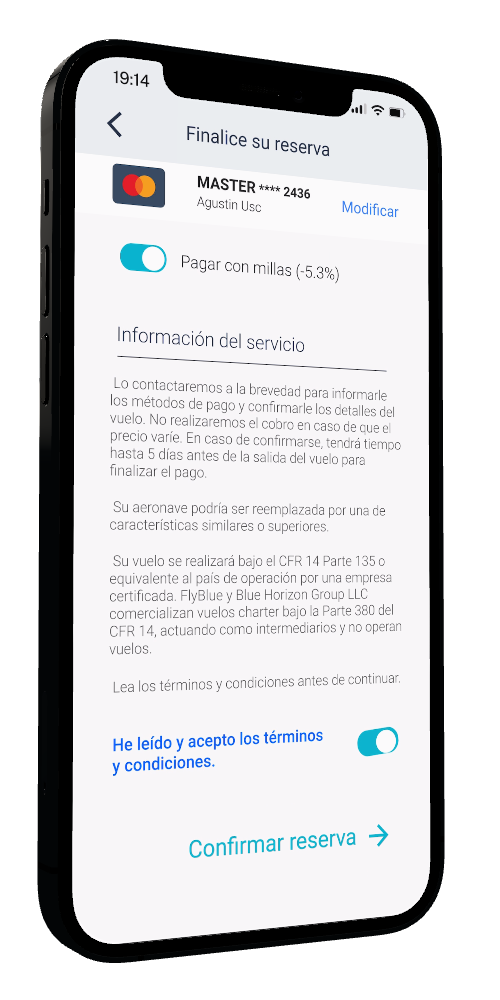 19:14
Finalice su reserva
MASTER **** 2436
Agustin Usc
Modificar
Pagar con millas (-5.3%)
Información del servicio
Lo contactaremos a la brevedad para informarle
los métodos de pago y confirmarle los detalles del
vuelo. No realizaremos el cobro en caso de que el
precio varíe. En caso de confirmarse, tendrá tiempo
hasta 5 días antes de la salida del vuelo para
finalizar el pago.
Su aeronave podría ser reemplazada por una de
características similares o superiores.
Su vuelo se realizará bajo el CFR 14 Parte 135 o
equivalente al país de operación por una empresa
certificada. FlyBlue y Blue Horizon Group LLC
comercializan vuelos charter bajo la Parte 380 del
CFR 14, actuando como intermediarios y no operan
vuelos.
Lea los términos y condiciones antes de continuar.
He leído y acepto los términos
y condiciones.
Confirmar reserva →